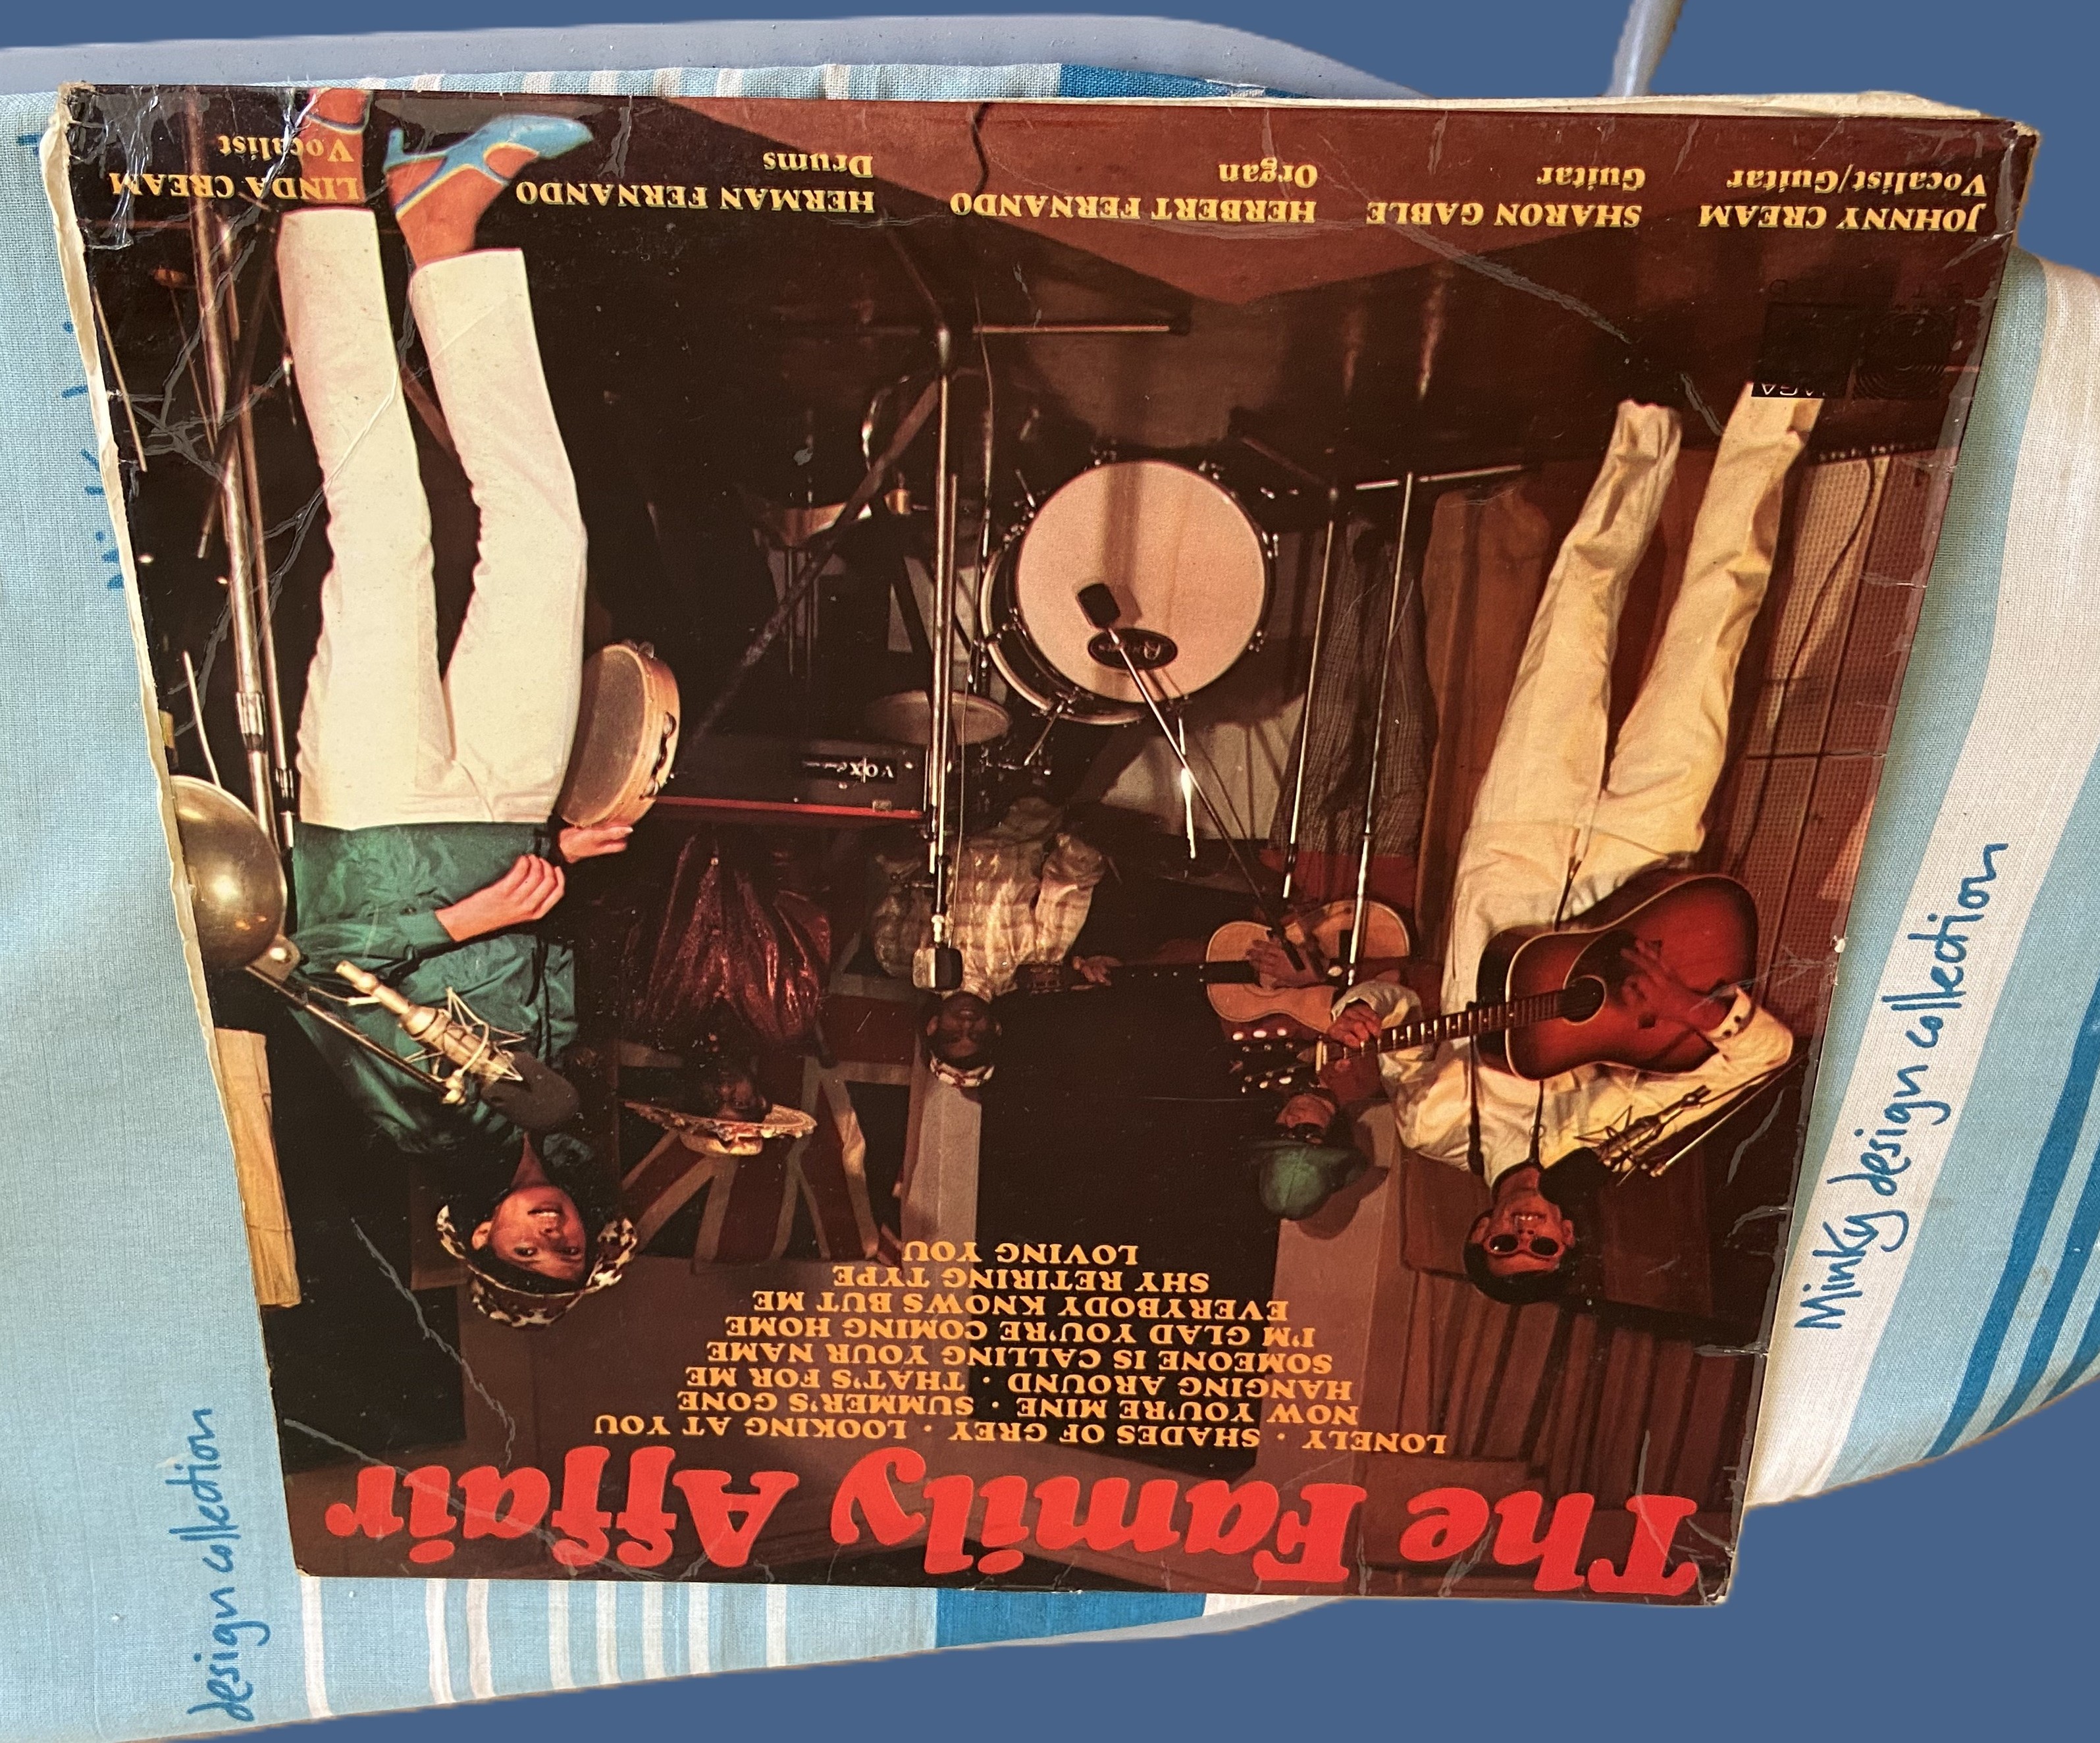 The Family Affair
LONELY · SHADES OF GREY · LOOKING AT YOU
NOW YOU'RE MINE · SUMMER'S GONE
HANGING AROUND · THAT'S FOR ME
SOMEONE IS CALLING YOUR NAME
I'M GLAD YOU'RE COMING HOME
EVERYBODY KNOWS BUT ME
SHY RETIRING TYPE
LOVING YOU
VOX
JOHNNY CREAM
Vocalist/Guitar
SHARON GABLE
Guitar
HERBERT FERNANDO
Organ
HERMAN FERNANDO
Drums
LINDA CREAM
Vocalist
Minky design collection
design collection